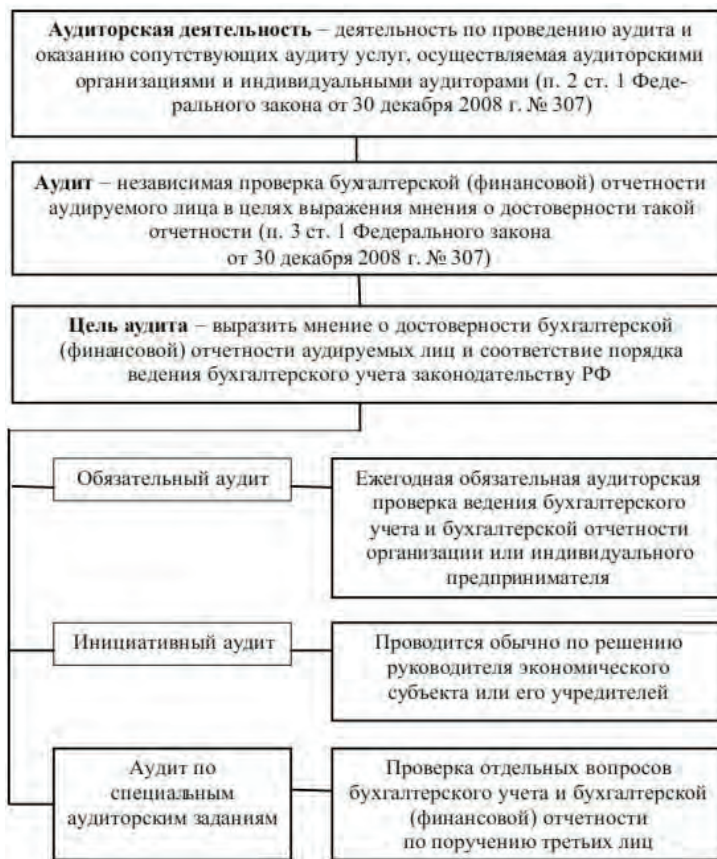 Аудиторская деятельность – деятельность по проведению аудита и
оказанию сопутствующих аудиту услуг, осуществляемая аудиторскими
организациями и индивидуальными аудиторами (п. 2 ст. 1 Феде-
рального закона от 30 декабря 2008 г. № 307)
Аудит – независимая проверка бухгалтерской (финансовой) отчетности
аудируемого лица в целях выражения мнения о достоверности такой
отчетности (п. 3 ст. 1 Федерального закона
от 30 декабря 2008 г. № 307)
Цель аудита – выразить мнение о достоверности бухгалтерской
(финансовой) отчетности аудируемых лиц и соответствие порядка
ведения бухгалтерского учета законодательству РФ
Обязательный аудит
Ежегодная обязательная аудиторская
проверка ведения бухгалтерского
учета и бухгалтерской отчетности
организации или индивидуального
предпринимателя
Инициативный аудит
Проводится обычно по решению
руководителя экономического
субъекта или его учредителей
Аудит по
специальным
аудиторским заданиям
Проверка отдельных вопросов
бухгалтерского учета и бухгалтерской
(финансовой) отчетности
по поручению третьих лиц